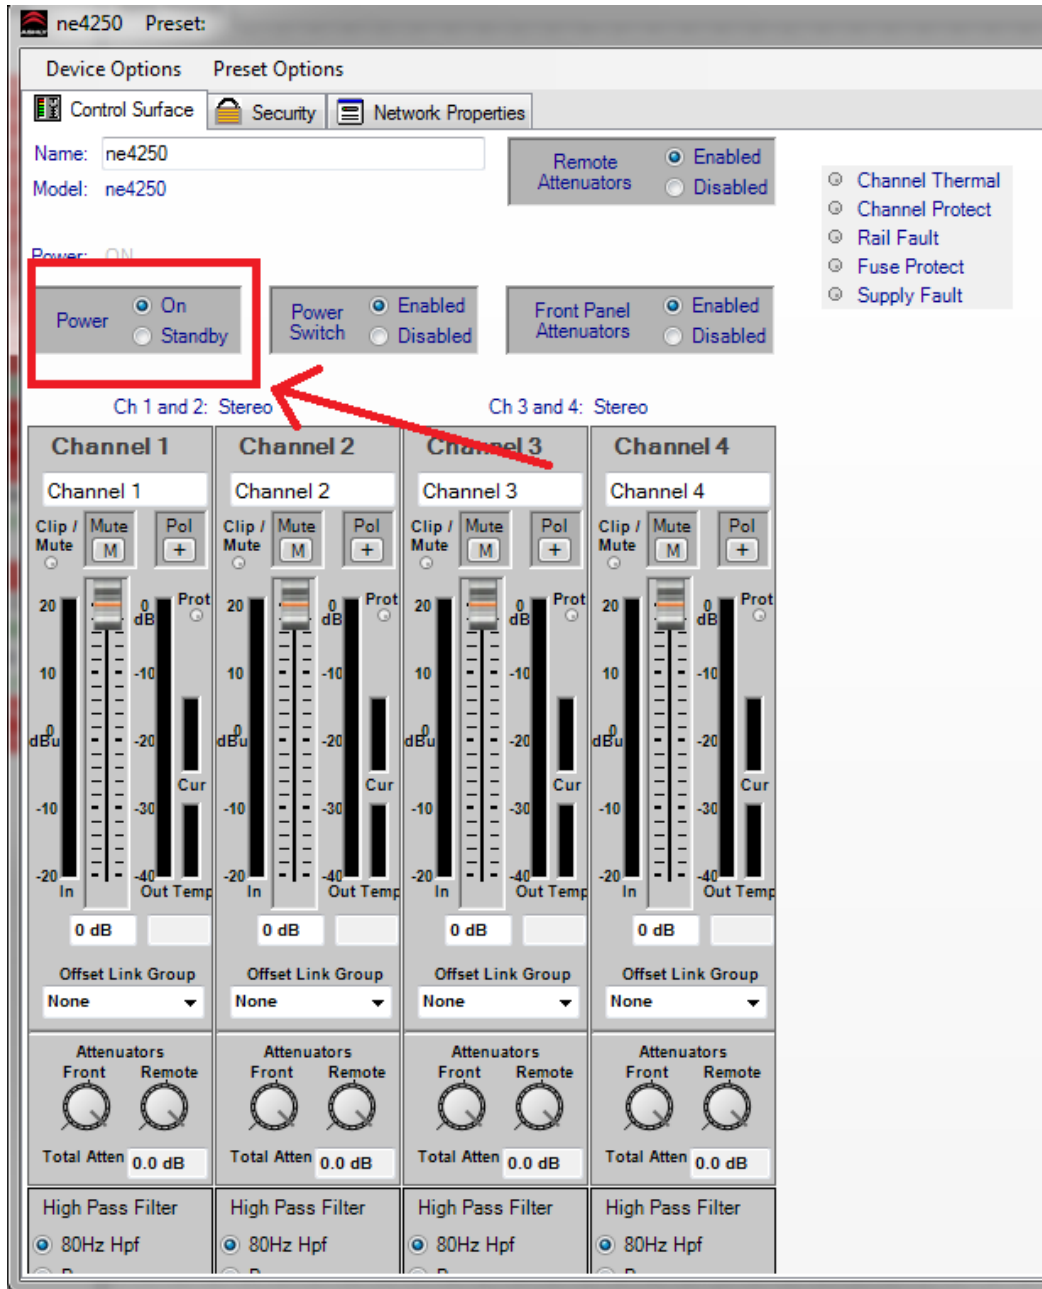 ne4250 Preset:
Device Options Preset Options
Control Surface Security Network Properties
Name: ne4250
Model: ne4250
Remote Attenuators
Enabled
Disabled
Channel Thermal
Channel Protect
Rail Fault
Fuse Protect
Supply Fault
Power: ON
Power
On
Standby
Power Switch
Enabled
Disabled
Front Panel Attenuators
Enabled
Disabled
Ch 1 and 2: Stereo
Ch 3 and 4: Stereo
Channel 1
Channel 1
Clip / Mute
Mute
M
Pol
+
20
10
0
dBu
-10
-20
In
0
dB
-10
-20
-30
-40
Out
Prot
Cur
Temp
0 dB
Offset Link Group
None
Attenuators
Front Remote
Total Atten 0.0 dB
High Pass Filter
80Hz Hpf
Channel 2
Channel 2
Clip / Mute
Mute
M
Pol
+
20
10
0
dBu
-10
-20
In
0
dB
-10
-20
-30
-40
Out
Prot
Cur
Temp
0 dB
Offset Link Group
None
Attenuators
Front Remote
Total Atten 0.0 dB
High Pass Filter
80Hz Hpf
Channel 3
Channel 3
Clip / Mute
Mute
M
Pol
+
20
10
0
dBu
-10
-20
In
0
dB
-10
-20
-30
-40
Out
Prot
Cur
Temp
0 dB
Offset Link Group
None
Attenuators
Front Remote
Total Atten 0.0 dB
High Pass Filter
80Hz Hpf
Channel 4
Channel 4
Clip / Mute
Mute
M
Pol
+
20
10
0
dBu
-10
-20
In
0
dB
-10
-20
-30
-40
Out
Prot
Cur
Temp
0 dB
Offset Link Group
None
Attenuators
Front Remote
Total Atten 0.0 dB
High Pass Filter
80Hz Hpf